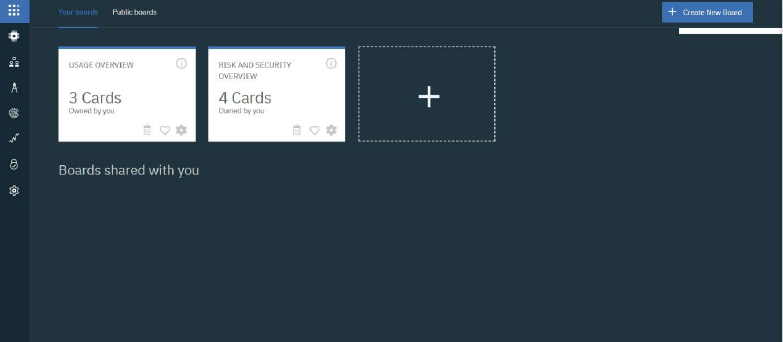 Your boards Public boards
Create New Board
USAGE OVERVIEW
3 Cards
Owned by you
RISK AND SECURITY
OVERVIEW
4 Cards
Owned by you
Boards shared with you